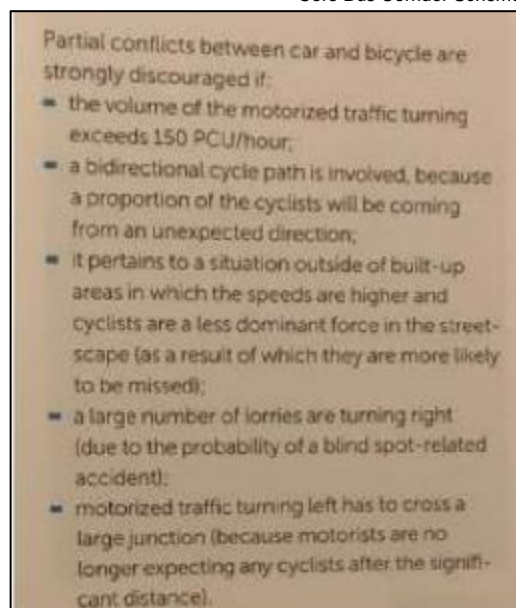 Partial conflicts between car and bicycle are
strongly discouraged if:
- the volume of the motorized traffic turning
exceeds 150 PCU/hour;
- a bidirectional cycle path is involved, because
a proportion of the cyclists will be coming
from an unexpected direction;
- it pertains to a situation outside of built-up
areas in which the speeds are higher and
cyclists are a less dominant force in the street-
scape (as a result of which they are more likely
to be missed);
- a large number of lorries are turning right
(due to the probability of a blind spot-related
accident);
- motorized traffic turning left has to cross a
large junction (because motorists are no
longer expecting any cyclists after the signifi-
cant distance).